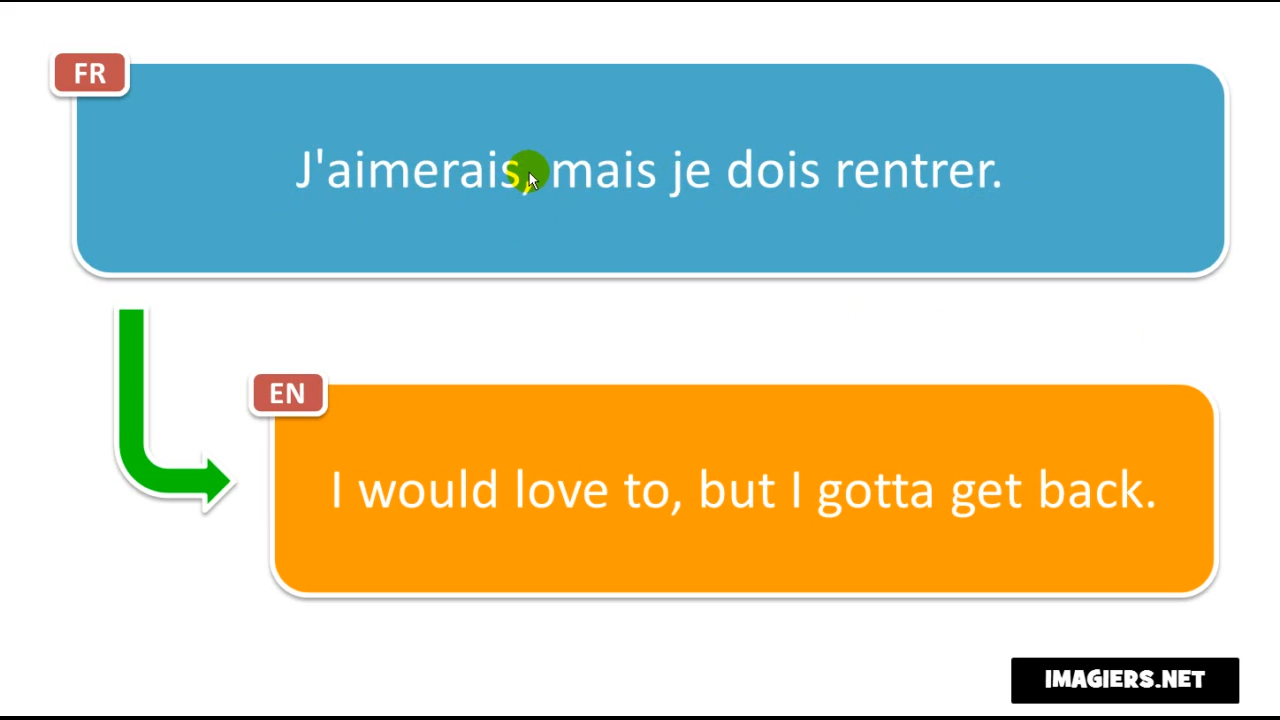 FR
J'aimerais, mais je dois rentrer.
EN
I would love to, but I gotta get back.
IMAGIERS.NET